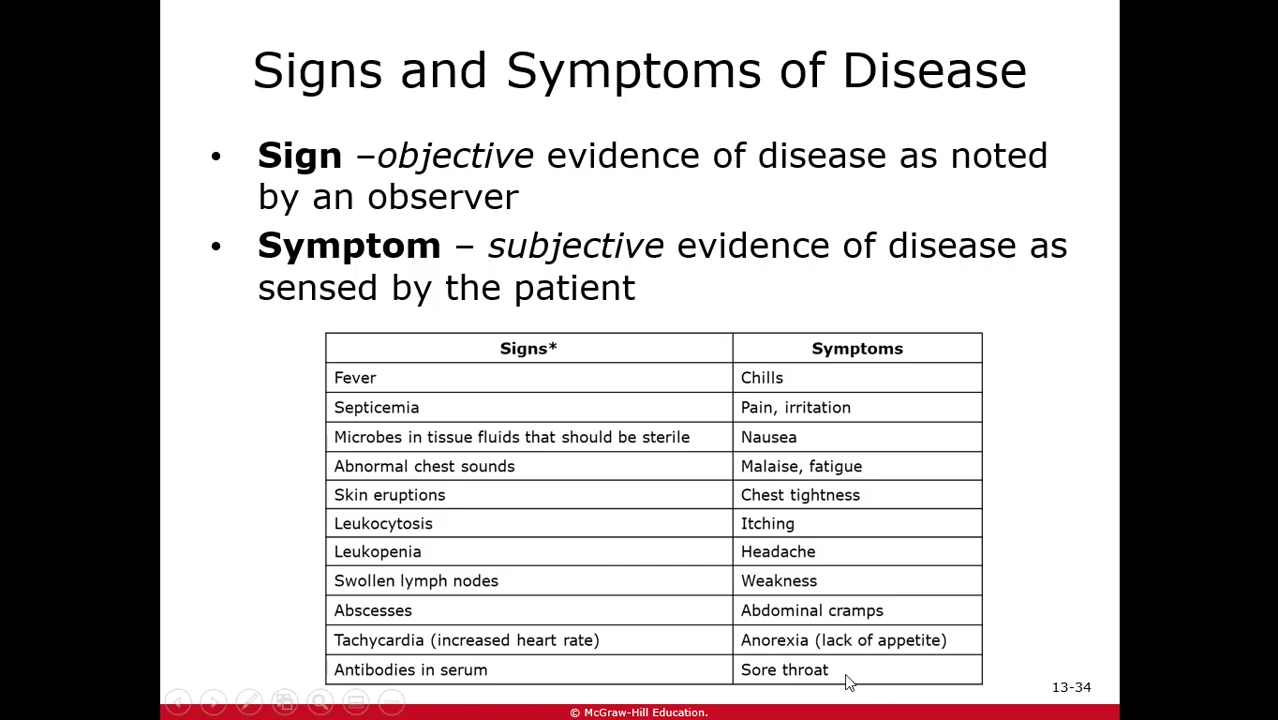 Signs and Symptoms of Disease
• Sign –objective evidence of disease as noted
by an observer
• Symptom – subjective evidence of disease as
sensed by the patient
Signs* Symptoms
Fever Chills
Septicemia Pain, irritation
Microbes in tissue fluids that should be sterile Nausea
Abnormal chest sounds Malaise, fatigue
Skin eruptions Chest tightness
Leukocytosis Itching
Leukopenia Headache
Swollen lymph nodes Weakness
Abscesses Abdominal cramps
Tachycardia (increased heart rate) Anorexia (lack of appetite)
Antibodies in serum Sore throat
13-34
© McGraw-Hill Education.